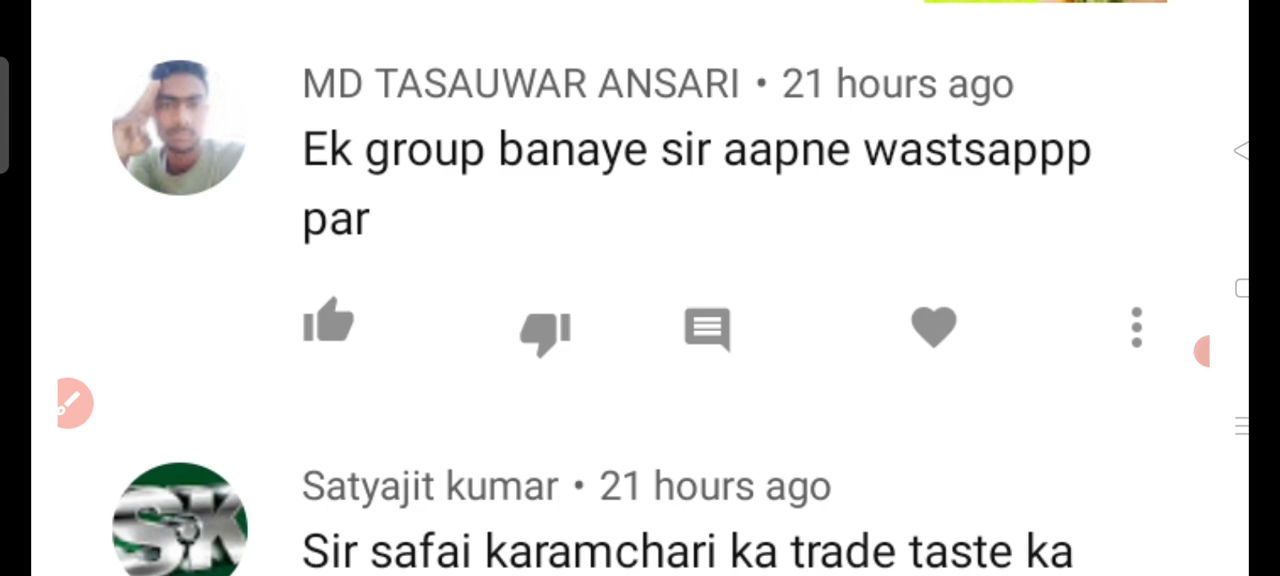 MD TASAUWAR ANSARI • 21 hours ago
Ek group banaye sir aapne wastsappp
par
Satyajit kumar • 21 hours ago
SK
Sir safai karamchari ka trade taste ka